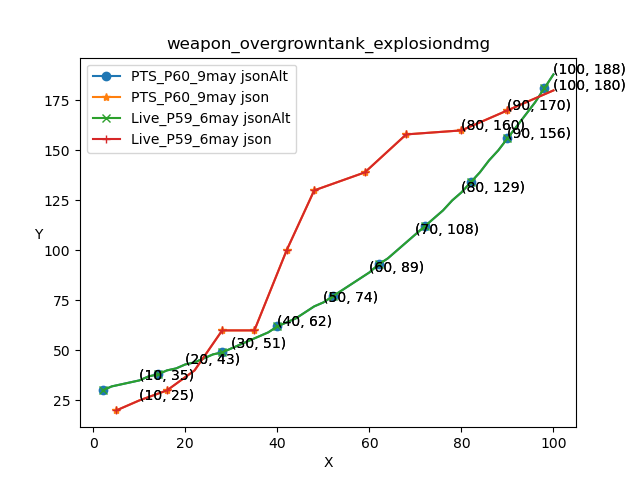 weapon_overgrowntank_explosiondmg
PTS_P60_9may jsonAlt
PTS_P60_9may json
Live_P59_6may jsonAlt
Live_P59_6may json
(100, 188)
(100, 180)
(90, 170)
(80, 160)
(90, 156)
(80, 129)
(70, 108)
(60, 89)
(50, 74)
(40, 62)
(30, 51)
(20, 43)
(10, 35)
(10, 25)
Y
175
150
125
100
75
50
25
0 20 40 60 80 100
X